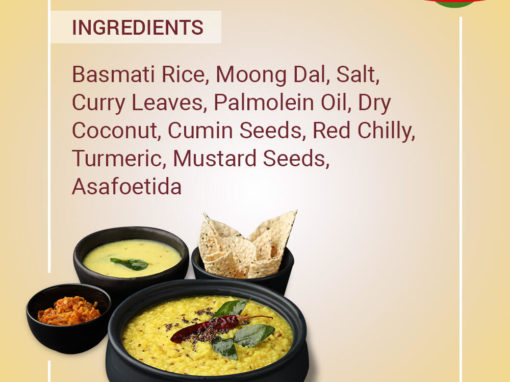 INGREDIENTS
Basmati Rice, Moong Dal, Salt,
Curry Leaves, Palmolein Oil, Dry
Coconut, Cumin Seeds, Red Chilly,
Turmeric, Mustard Seeds,
Asafoetida